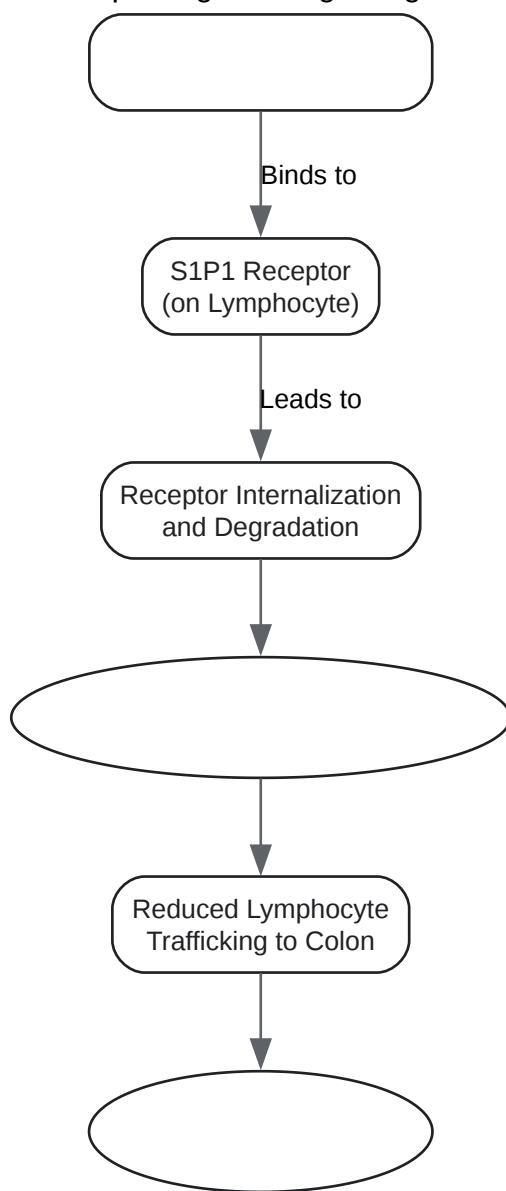 Binds to
S1P1 Receptor
(on Lymphocyte)
Leads to
Receptor Internalization
and Degradation
Reduced Lymphocyte
Trafficking to Colon